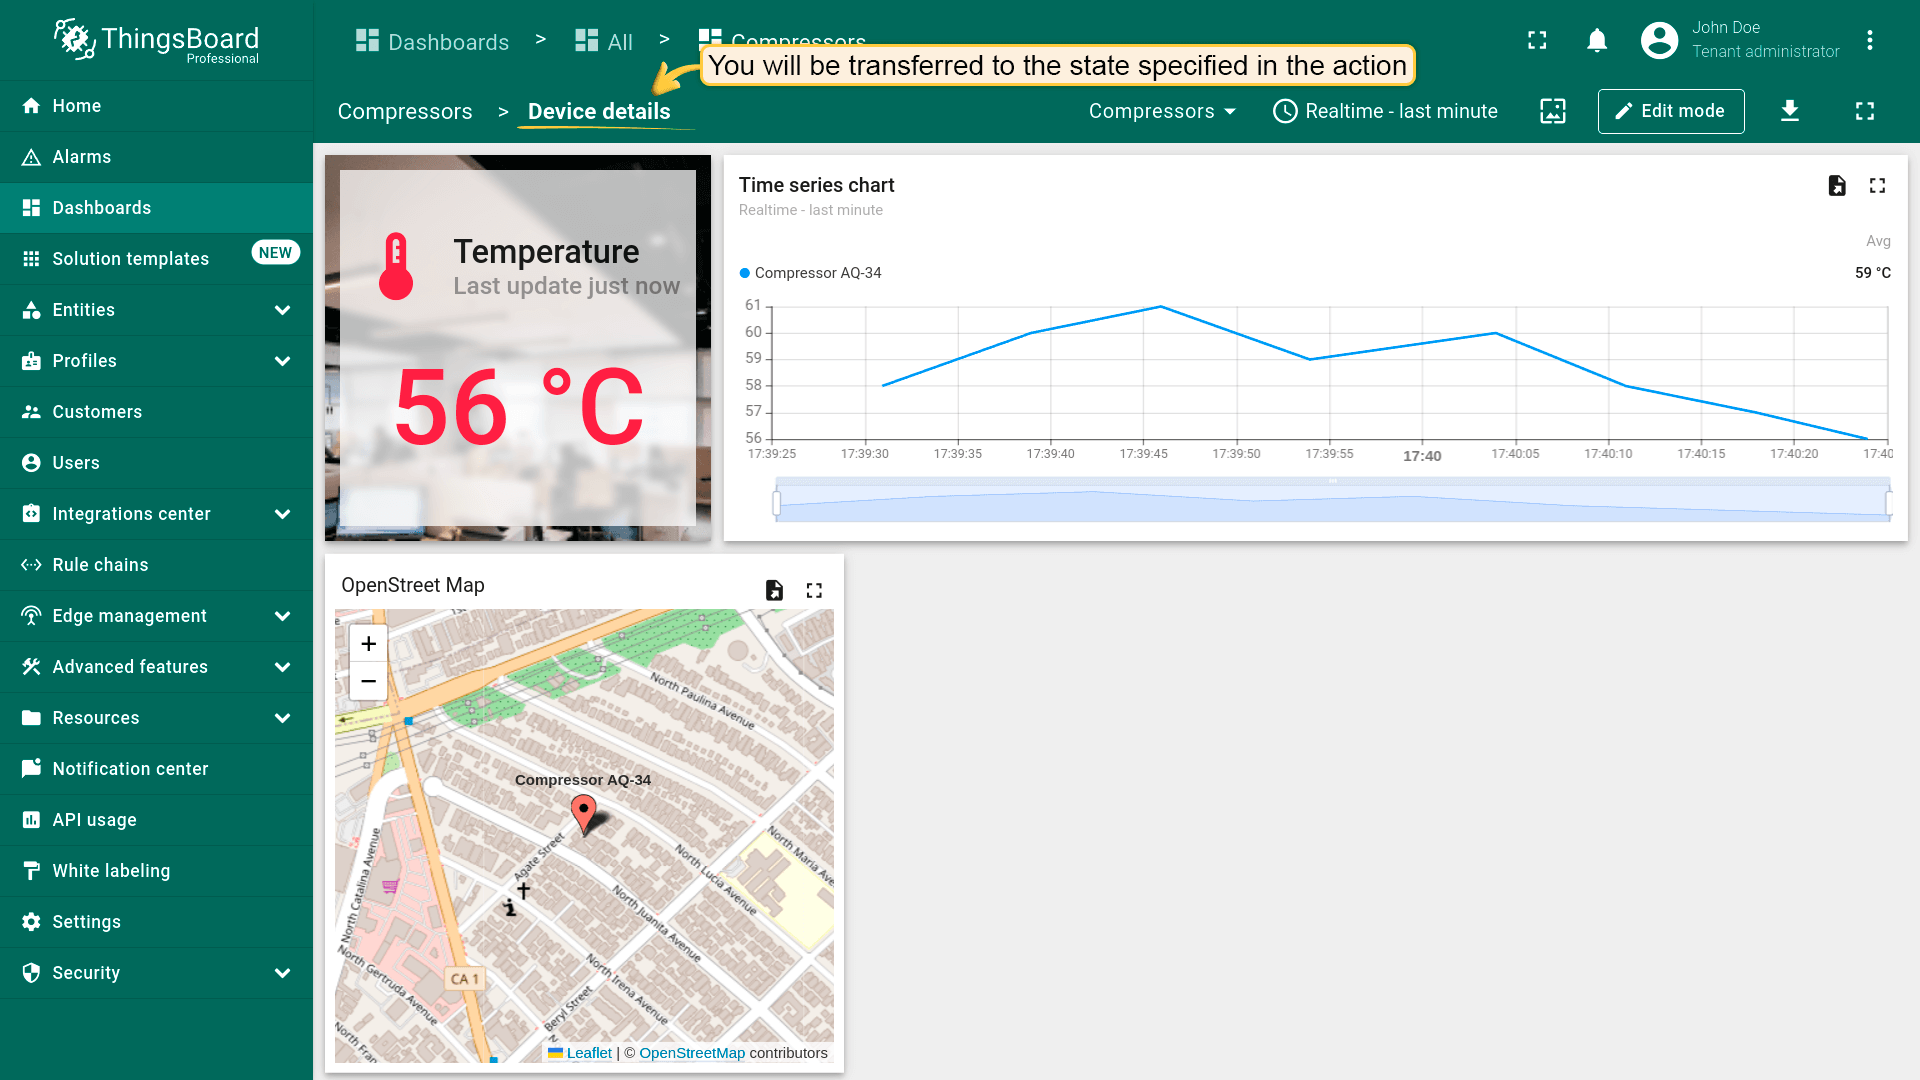 ThingsBoard
Professional
Dashboards > All > Compressors
You will be transferred to the state specified in the action
John Doe
Tenant administrator
Compressors > Device details
Compressors
Realtime - last minute
Edit mode
Home
Alarms
Dashboards
Solution templates NEW
Entities
Profiles
Customers
Users
Integrations center
Rule chains
Edge management
Advanced features
Resources
Notification center
API usage
White labeling
Settings
Security
Temperature
Last update just now
56 °C
Time series chart
Realtime - last minute
Avg
Compressor AQ-34 59 °C
61
60
59
58
57
56
17:39:25 17:39:30 17:39:35 17:39:40 17:39:45 17:39:50 17:39:55 17:40 17:40:05 17:40:10 17:40:15 17:40:20 17:40
OpenStreet Map
+
−
North Paulina Avenue
Compressor AQ-34
Agate Street
North Maria Ave
North Lucia Avenue
North Catalina Avenue
North Juanita Avenue
North Gertruda Avenue
CA 1
North Irena Avenue
Beryl Street
North Fran
Leaflet | © OpenStreetMap contributors